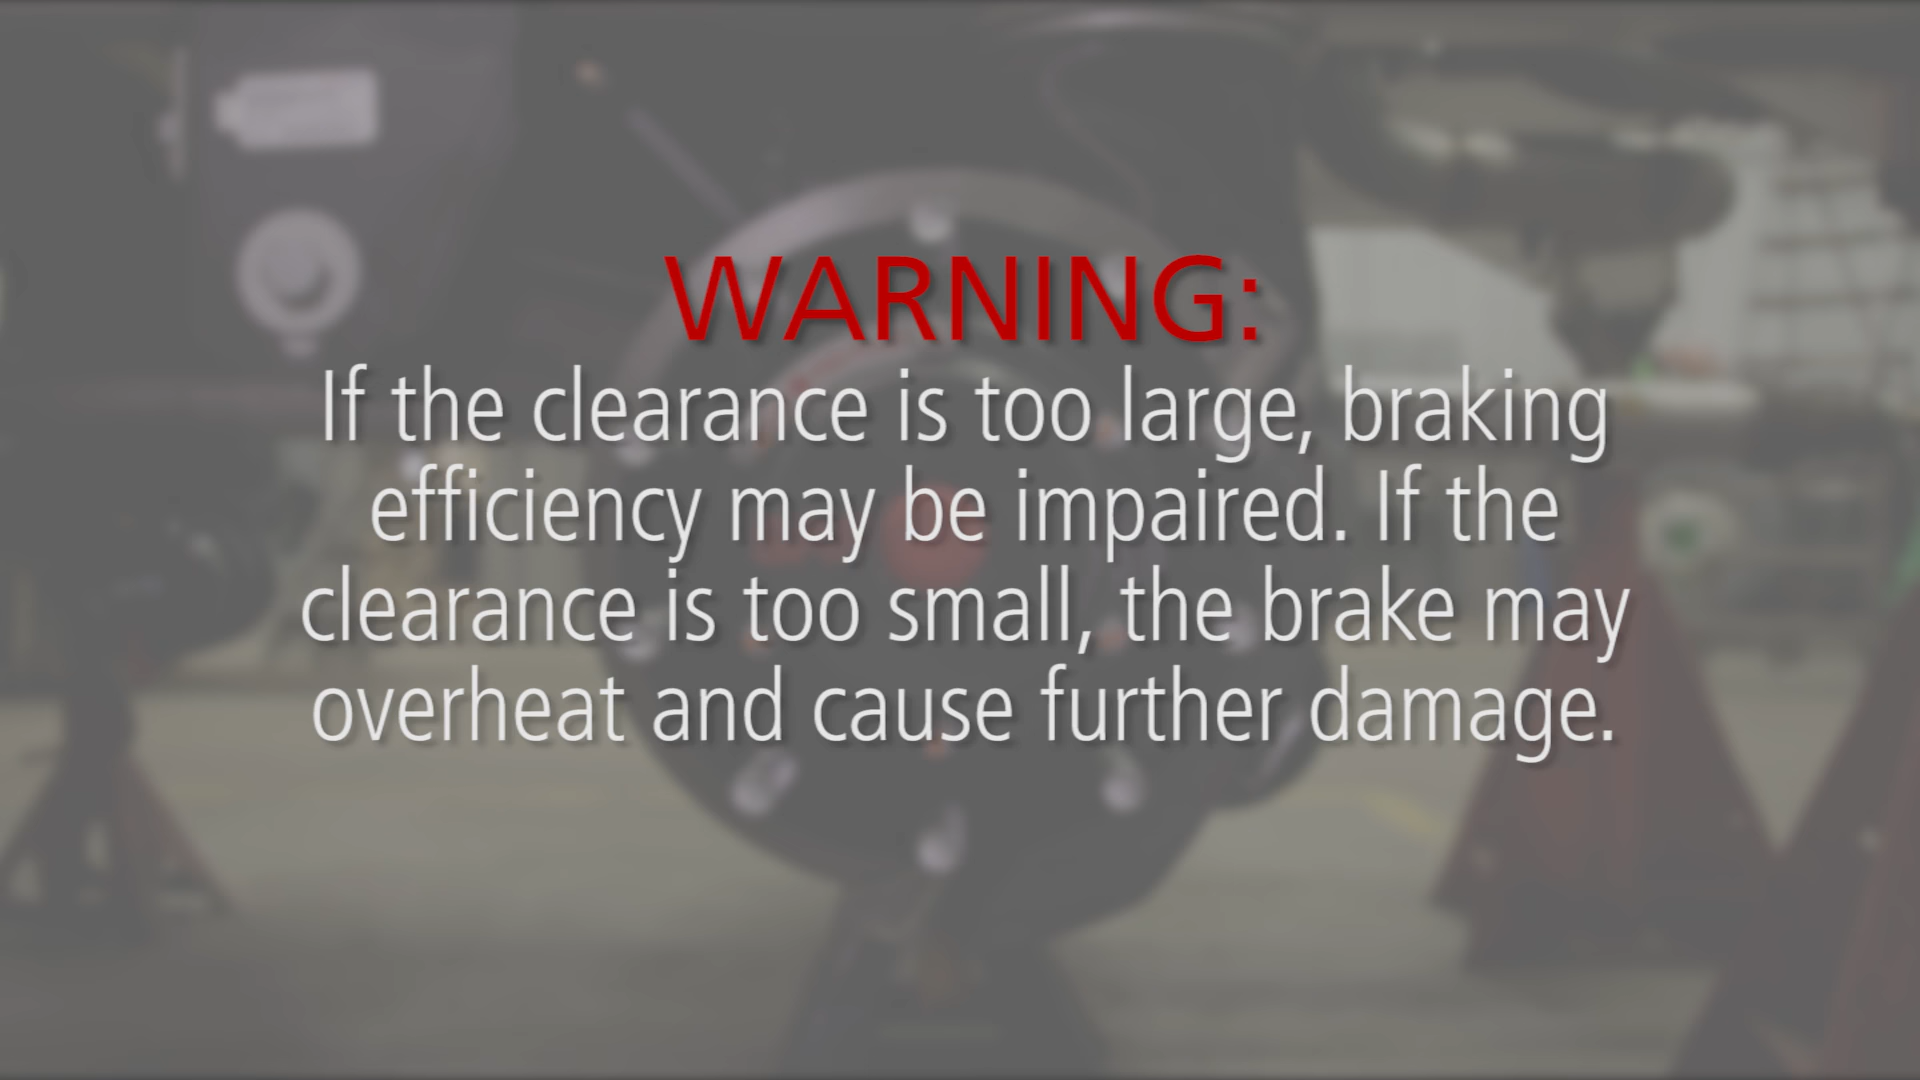 WARNING:
If the clearance is too large, braking
efficiency may be impaired. If the
clearance is too small, the brake may
overheat and cause further damage.